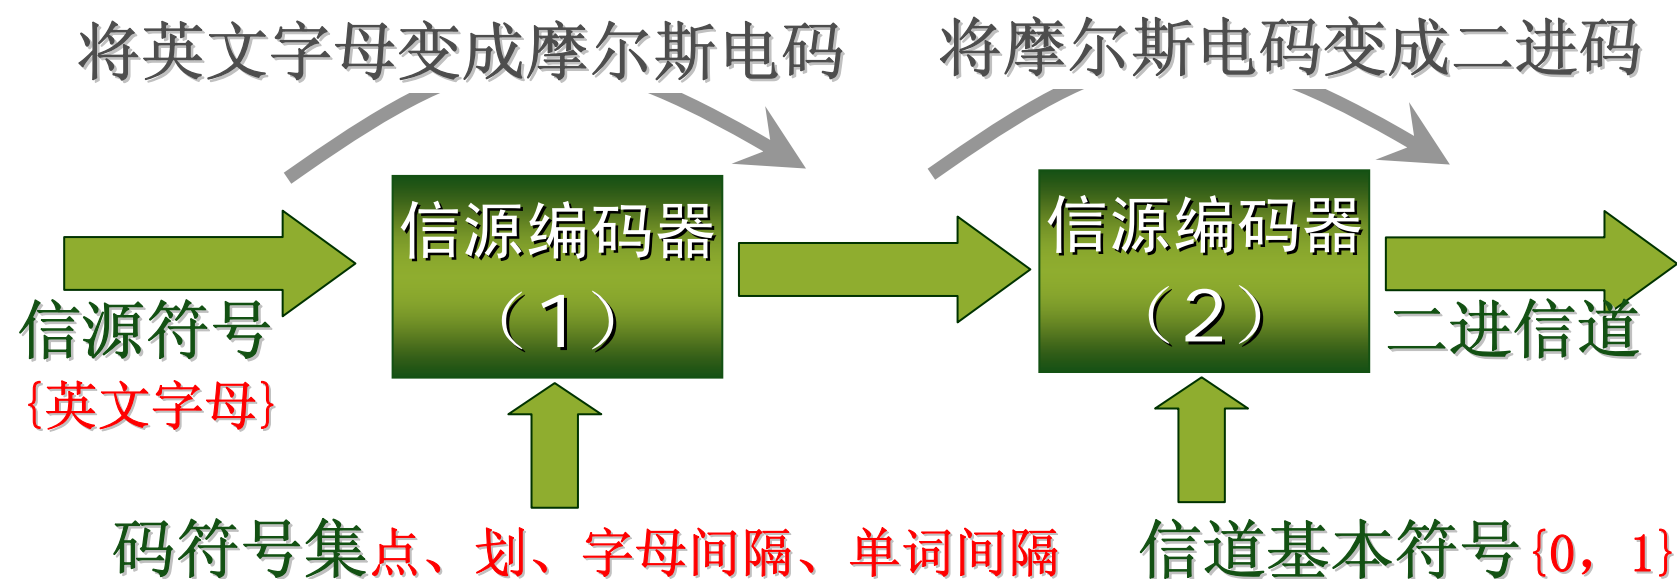 将英文字母变成摩尔斯电码
将摩尔斯电码变成二进码
信源编码器
（1）
信源编码器
（2）
信源符号
{英文字母}
二进信道
码符号集点、划、字母间隔、单词间隔
信道基本符号{0，1}